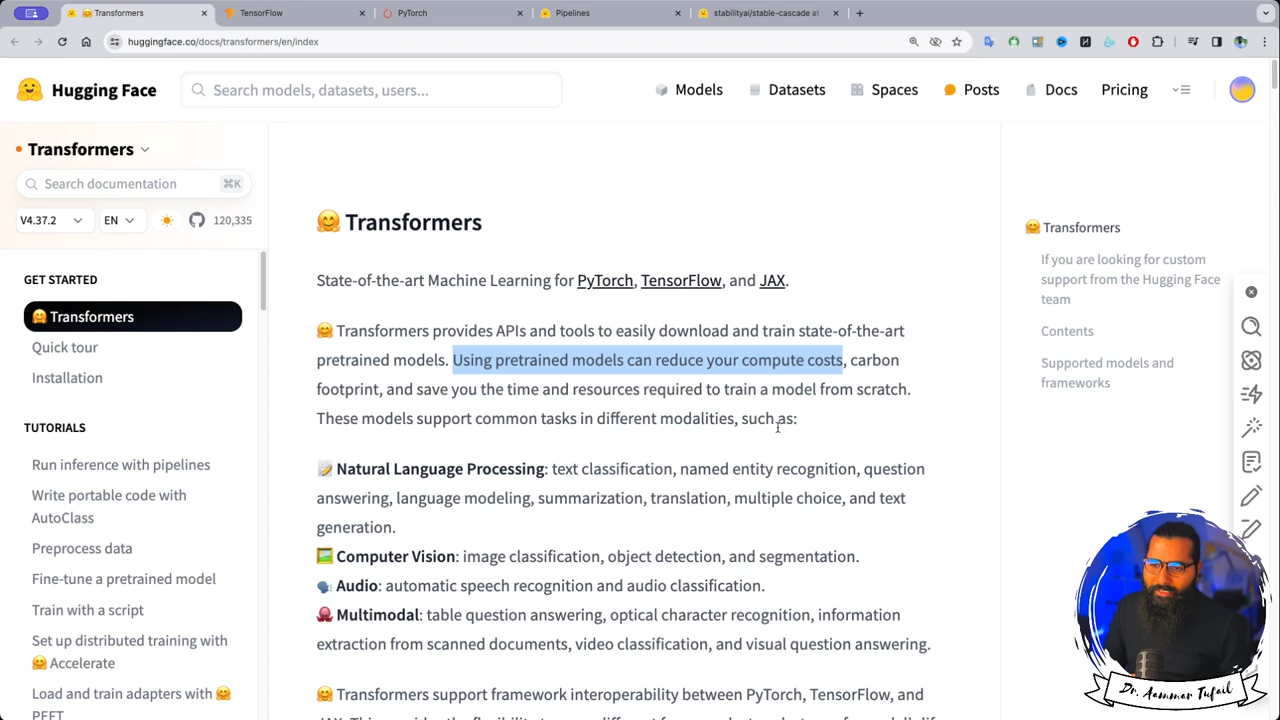 Transformers
TensorFlow
PyTorch
Pipelines
stabilityai/stable-cascade at
huggingface.co/docs/transformers/en/index
Hugging Face
Search models, datasets, users...
Models
Datasets
Spaces
Posts
Docs
Pricing
Transformers
Search documentation
⌘K
V4.37.2
EN
120,335
GET STARTED
🤗 Transformers
Quick tour
Installation
TUTORIALS
Run inference with pipelines
Write portable code with
AutoClass
Preprocess data
Fine-tune a pretrained model
Train with a script
Set up distributed training with
🤗 Accelerate
Load and train adapters with 🤗
PEFT
🤗 Transformers
State-of-the-art Machine Learning for PyTorch, TensorFlow, and JAX.
🤗 Transformers provides APIs and tools to easily download and train state-of-the-art
pretrained models. Using pretrained models can reduce your compute costs, carbon
footprint, and save you the time and resources required to train a model from scratch.
These models support common tasks in different modalities, such as:
📝 Natural Language Processing: text classification, named entity recognition, question
answering, language modeling, summarization, translation, multiple choice, and text
generation.
🖼️ Computer Vision: image classification, object detection, and segmentation.
🗣️ Audio: automatic speech recognition and audio classification.
🐙 Multimodal: table question answering, optical character recognition, information
extraction from scanned documents, video classification, and visual question answering.
🤗 Transformers support framework interoperability between PyTorch, TensorFlow, and
🤗 Transformers
If you are looking for custom
support from the Hugging Face
team
Contents
Supported models and
frameworks
Dr. Aammar Tufail